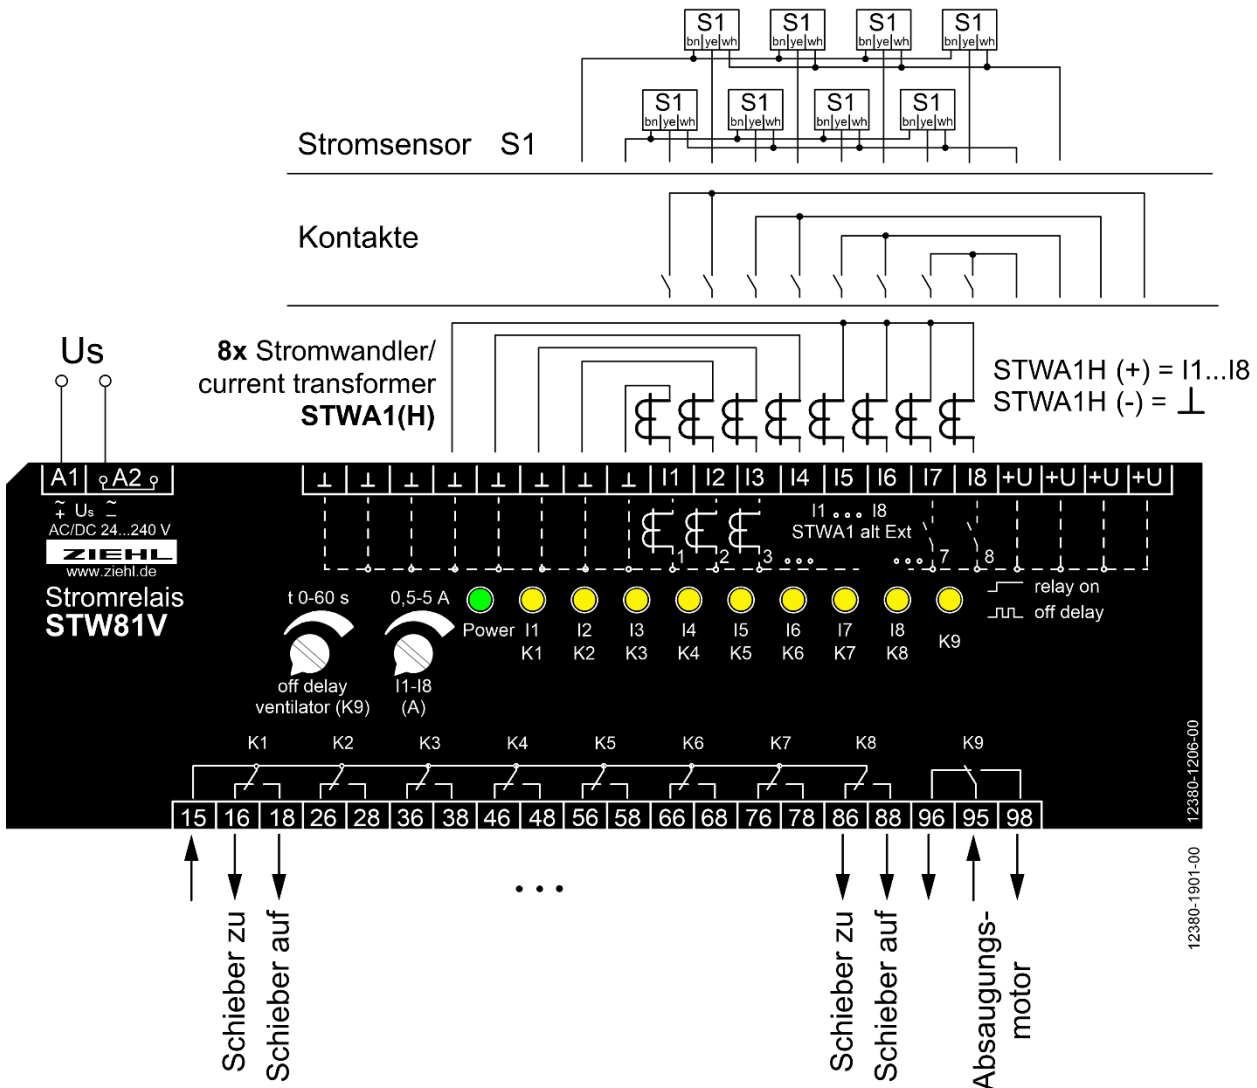 S1 S1 S1 S1
bn ye wh bn ye wh bn ye wh bn ye wh
S1 S1 S1 S1
bn ye wh bn ye wh bn ye wh bn ye wh
Stromsensor S1
Kontakte
Us
8x Stromwandler/
current transformer
STWA1(H)
STWA1H (+) = I1...I8
STWA1H (-) = ⊥
A1 A2 ⊥ ⊥ ⊥ ⊥ ⊥ ⊥ ⊥ ⊥ I1 I2 I3 I4 I5 I6 I7 I8 +U +U +U +U
~ Us ~
+ −
AC/DC 24...240 V
ZIEHL
www.ziehl.de
Stromrelais
STW81V
I1 ... I8
STWA1 alt Ext
1 2 3 ... ... 7 8
t 0-60 s
0,5-5 A
off delay
ventilator (K9)
I1-I8
(A)
Power I1 I2 I3 I4 I5 I6 I7 I8
K1 K2 K3 K4 K5 K6 K7 K8 K9
relay on
off delay
K1 K2 K3 K4 K5 K6 K7 K8 K9
15 16 18 26 28 36 38 46 48 56 58 66 68 76 78 86 88 96 95 98
12380-1206-00
12380-1901-00
Schieber zu
Schieber auf
...
Schieber zu
Schieber auf
Absaugungs-
motor